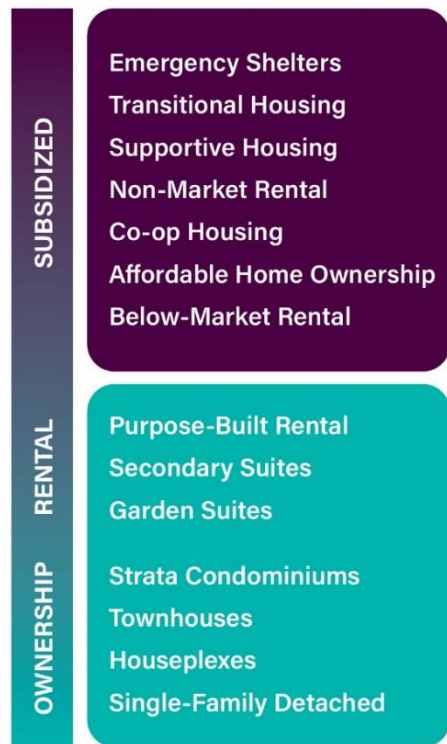 SUBSIDIZED
Emergency Shelters
Transitional Housing
Supportive Housing
Non-Market Rental
Co-op Housing
Affordable Home Ownership
Below-Market Rental
RENTAL
Purpose-Built Rental
Secondary Suites
Garden Suites
OWNERSHIP
Strata Condominiums
Townhouses
Houseplexes
Single-Family Detached